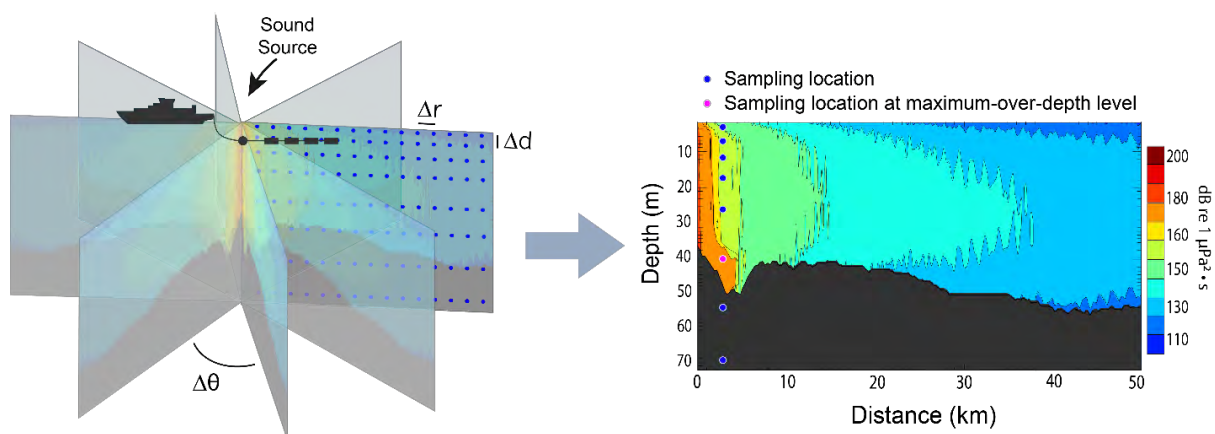 Sound
Source
Δr
Δd
Δθ
Sampling location
Sampling location at maximum-over-depth level
10
20
30
40
50
60
70
Depth (m)
0
10
20
30
40
50
Distance (km)
200
180
160
150
130
110
dB re 1 µPa²•s